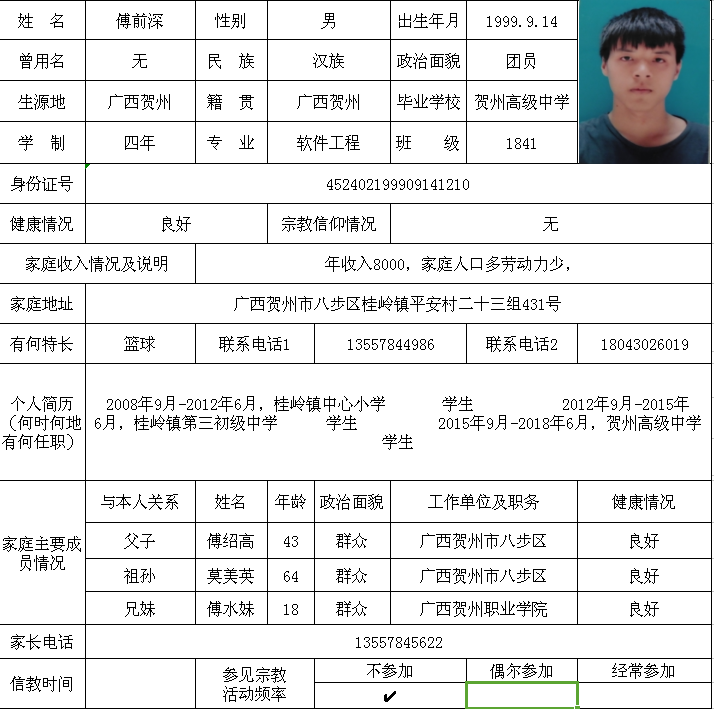 姓 名 傅前深 性别 男 出生年月 1999.9.14
曾用名 无 民 族 汉族 政治面貌 团员
生源地 广西贺州 籍 贯 广西贺州 毕业学校 贺州高级中学
学 制 四年 专 业 软件工程 班 级 1841
身份证号 452402199909141210
健康情况 良好 宗教信仰情况 无
家庭收入情况及说明 年收入8000，家庭人口多劳动力少，
家庭地址 广西贺州市八步区桂岭镇平安村二十三组431号
有何特长 篮球 联系电话1 13557844986 联系电话2 18043026019
个人简历
（何时何地
有何任职）
2008年9月-2012年6月，桂岭镇中心小学 学生 2012年9月-2015年
6月，桂岭镇第三初级中学 学生 2015年9月-2018年6月，贺州高级中学
学生
家庭主要成
员情况
与本人关系 姓名 年龄 政治面貌 工作单位及职务 健康情况
父子 傅绍高 43 群众 广西贺州市八步区 良好
祖孙 莫美英 64 群众 广西贺州市八步区 良好
兄妹 傅水妹 18 群众 广西贺州职业学院 良好
家长电话 13557845622
信教时间
参见宗教
活动频率
不参加 偶尔参加 经常参加
✔